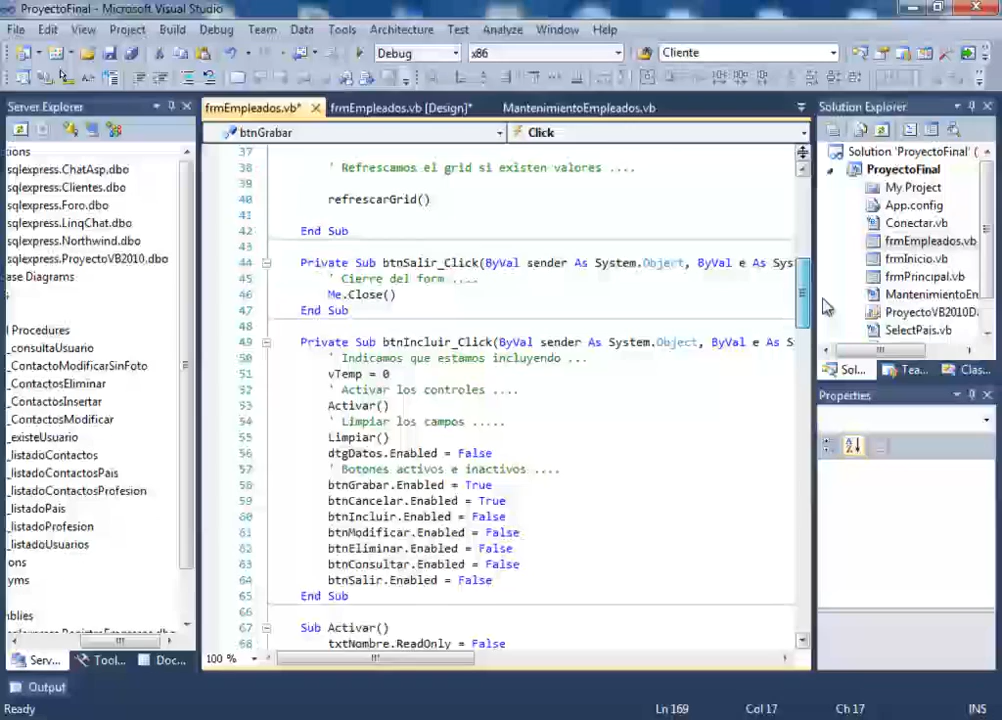 ProyectoFinal - Microsoft Visual Studio
File Edit View Project Build Debug Team Data Tools Architecture Test Analyze Window Help
Debug x86 Cliente
Server Explorer
frmEmpleados.vb* frmEmpleados.vb [Design]* MantenimientoEmpleados.vb
Solution Explorer
btnGrabar Click
ions
sqlexpress.ChatAsp.dbo
sqlexpress.Clientes.dbo
sqlexpress.Foro.dbo
sqlexpress.LinqChat.dbo
sqlexpress.Northwind.dbo
sqlexpress.ProyectoVB2010.dbo
ase Diagrams
s
l Procedures
_consultaUsuario
_ContactoModificarSinFoto
_ContactosEliminar
_ContactosInsertar
_ContactosModificar
_existeUsuario
_listadoContactos
_listadoContactosPais
_listadoContactosProfesion
_listadoPais
_listadoProfesion
_listadoUsuarios
ons
yms
nblies
Serv... Tool... Doc...
37
38 ' Refrescamos el grid si existen valores ....
39
40 refrescarGrid()
41
42 End Sub
43
44 Private Sub btnSalir_Click(ByVal sender As System.Object, ByVal e As Sys
45 ' Cierre del form ....
46 Me.Close()
47 End Sub
48
49 Private Sub btnIncluir_Click(ByVal sender As System.Object, ByVal e As S
50 ' Indicamos que estamos incluyendo ...
51 vTemp = 0
52 ' Activar los controles ....
53 Activar()
54 ' Limpiar los campos .....
55 Limpiar()
56 dtgDatos.Enabled = False
57 ' Botones activos e inactivos ....
58 btnGrabar.Enabled = True
59 btnCancelar.Enabled = True
60 btnIncluir.Enabled = False
61 btnModificar.Enabled = False
62 btnEliminar.Enabled = False
63 btnConsultar.Enabled = False
64 btnSalir.Enabled = False
65 End Sub
66
67 Sub Activar()
68 txtNombre.ReadOnly = False
100 %
Solution 'ProyectoFinal' (
ProyectoFinal
My Project
App.config
Conectar.vb
frmEmpleados.vb
frmInicio.vb
frmPrincipal.vb
MantenimientoEm
ProyectoVB2010D
SelectPais.vb
Sol... Tea... Clas...
Properties
Output
Ready Ln 169 Col 17 Ch 17 INS